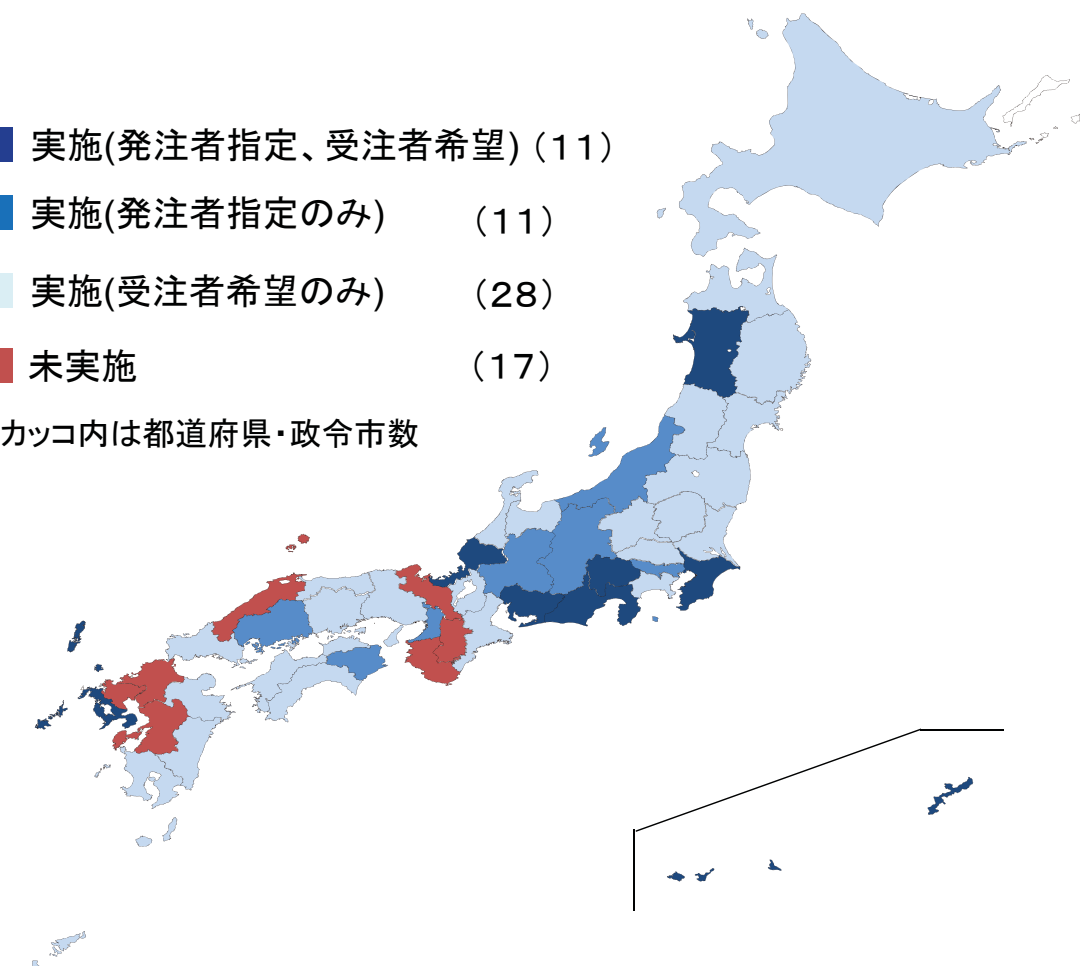 実施(発注者指定、受注者希望)（11）
実施(発注者指定のみ)　　（11）
実施(受注者希望のみ)　　（28）
未実施　　（17）
カッコ内は都道府県・政令市数